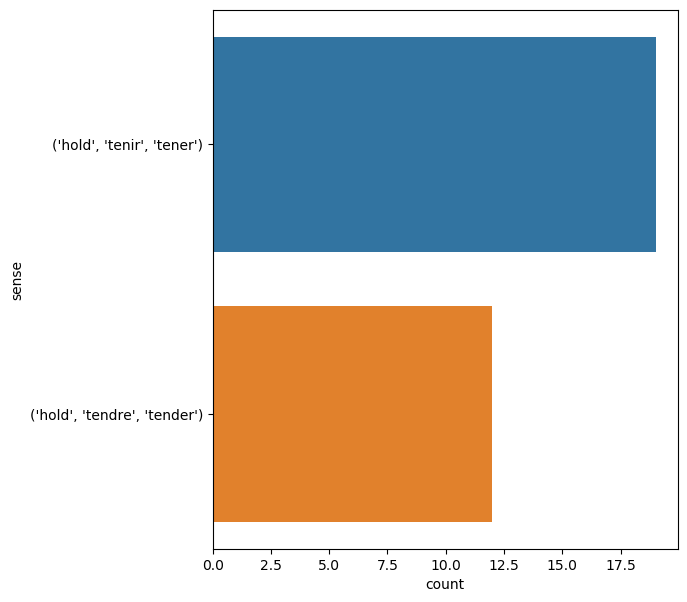 ('hold', 'tenir', 'tener')
('hold', 'tendre', 'tender')
sense
0.0 2.5 5.0 7.5 10.0 12.5 15.0 17.5
count